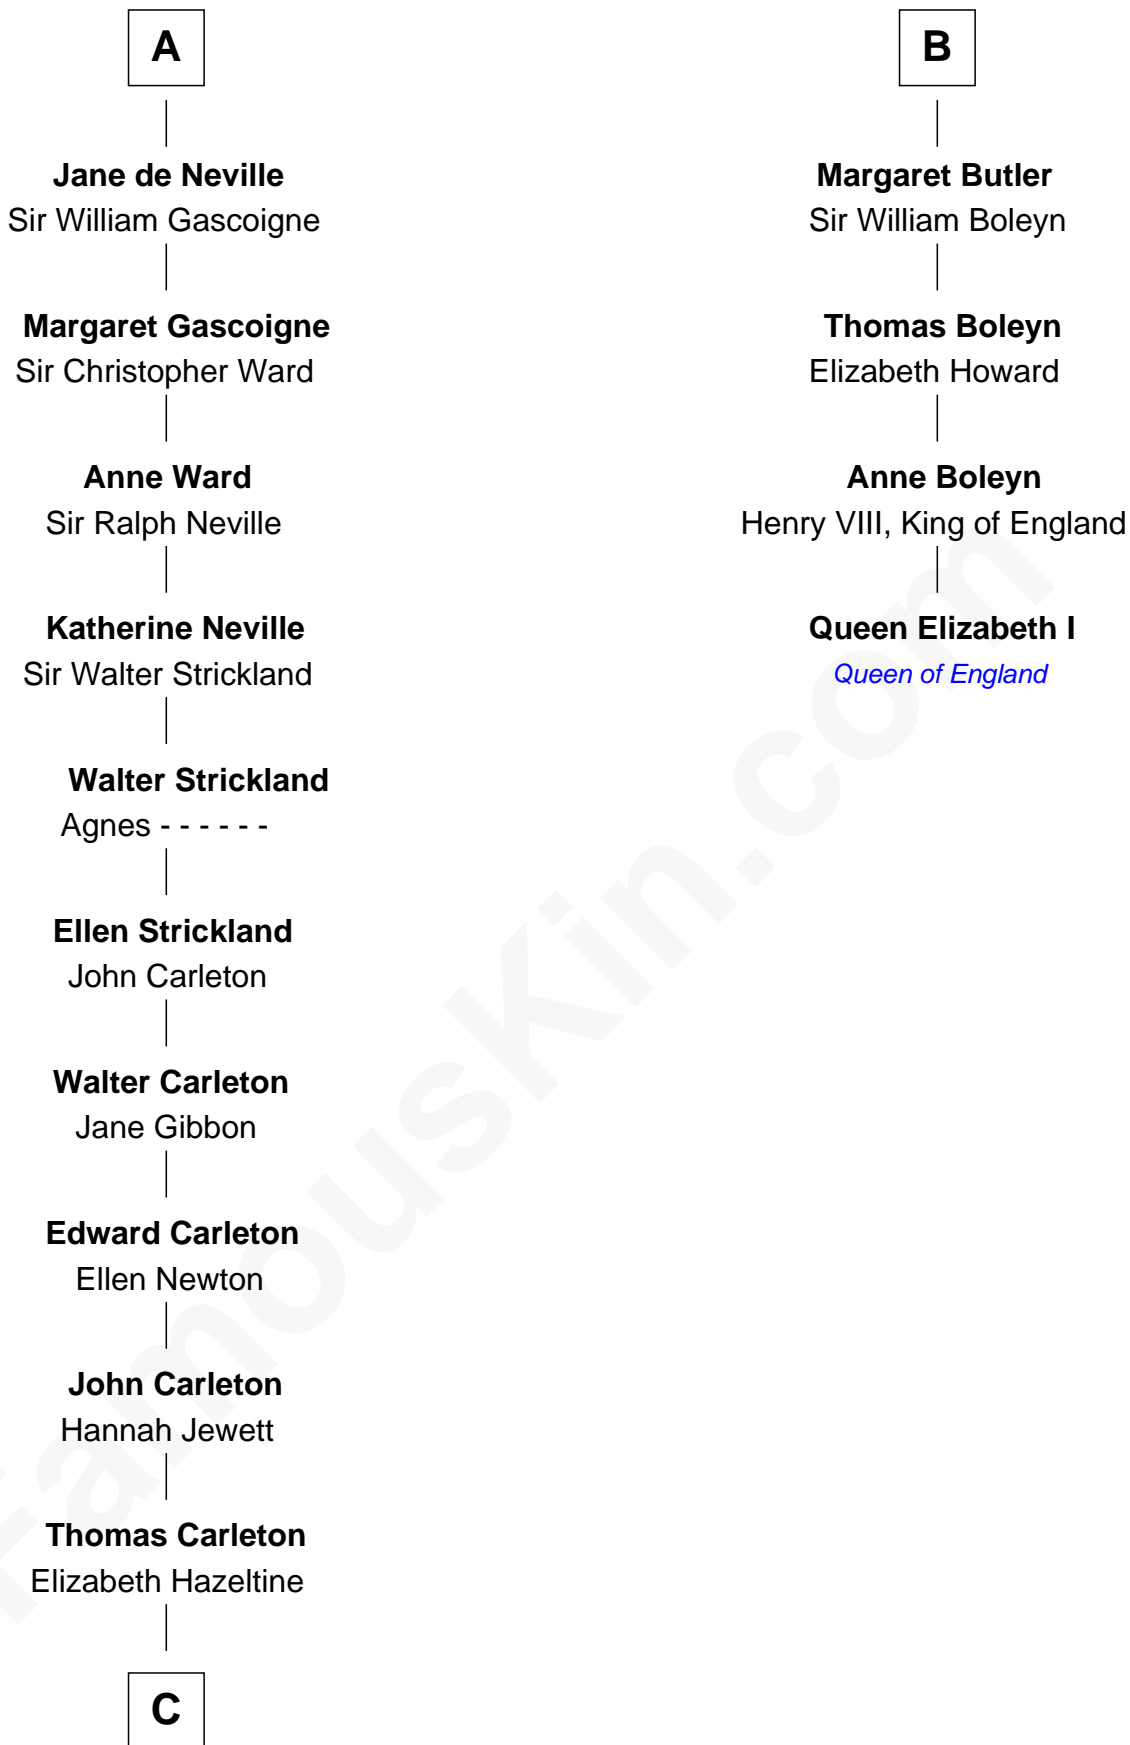 A
Jane de Neville
Sir William Gascoigne
Margaret Gascoigne
Sir Christopher Ward
Anne Ward
Sir Ralph Neville
Katherine Neville
Sir Walter Strickland
Walter Strickland
Agnes - - - - - -
Ellen Strickland
John Carleton
Walter Carleton
Jane Gibbon
Edward Carleton
Ellen Newton
John Carleton
Hannah Jewett
Thomas Carleton
Elizabeth Hazeltine
C
B
Margaret Butler
Sir William Boleyn
Thomas Boleyn
Elizabeth Howard
Anne Boleyn
Henry VIII, King of England
Queen Elizabeth I
Queen of England
FamousKin.com